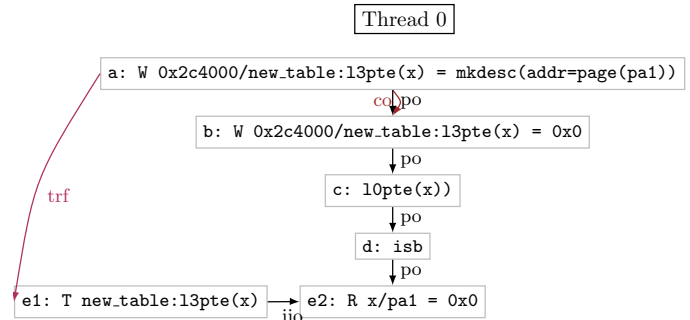 Thread 0
a: W 0x2c4000/new_table:l3pte(x) = mkdesc(addr=page(pa1))
co po
b: W 0x2c4000/new_table:l3pte(x) = 0x0
po
trf
c: l0pte(x))
po
d: isb
po
e1: T new_table:l3pte(x) e2: R x/pa1 = 0x0
iio